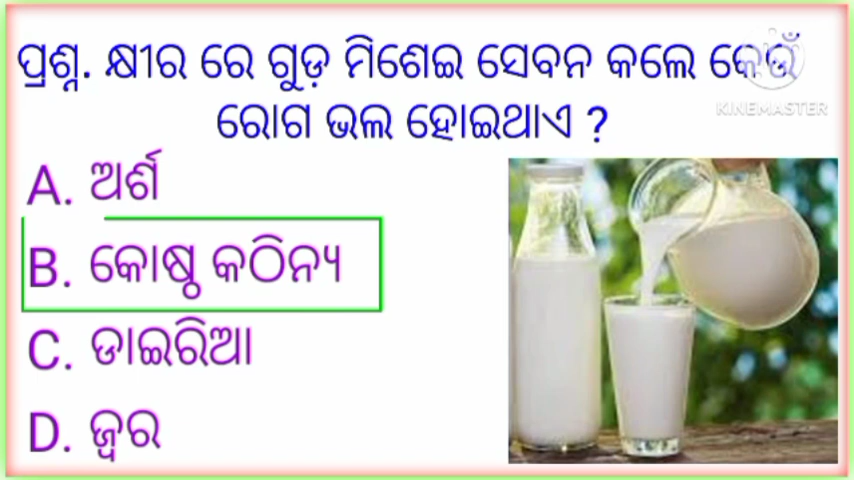 ପ୍ରଶ୍ନ. କ୍ଷୀର ରେ ଗୁଡ଼ ମିଶେଇ ସେବନ କଲେ କେଉଁ
ରୋଗ ଭଲ ହୋଇଥାଏ ?
KINEMASTER
A. ଅର୍ଶ
B. କୋଷ୍ଠ କଠିନ୍ୟ
C. ଡାଇରିଆ
D. ଜ୍ୱର